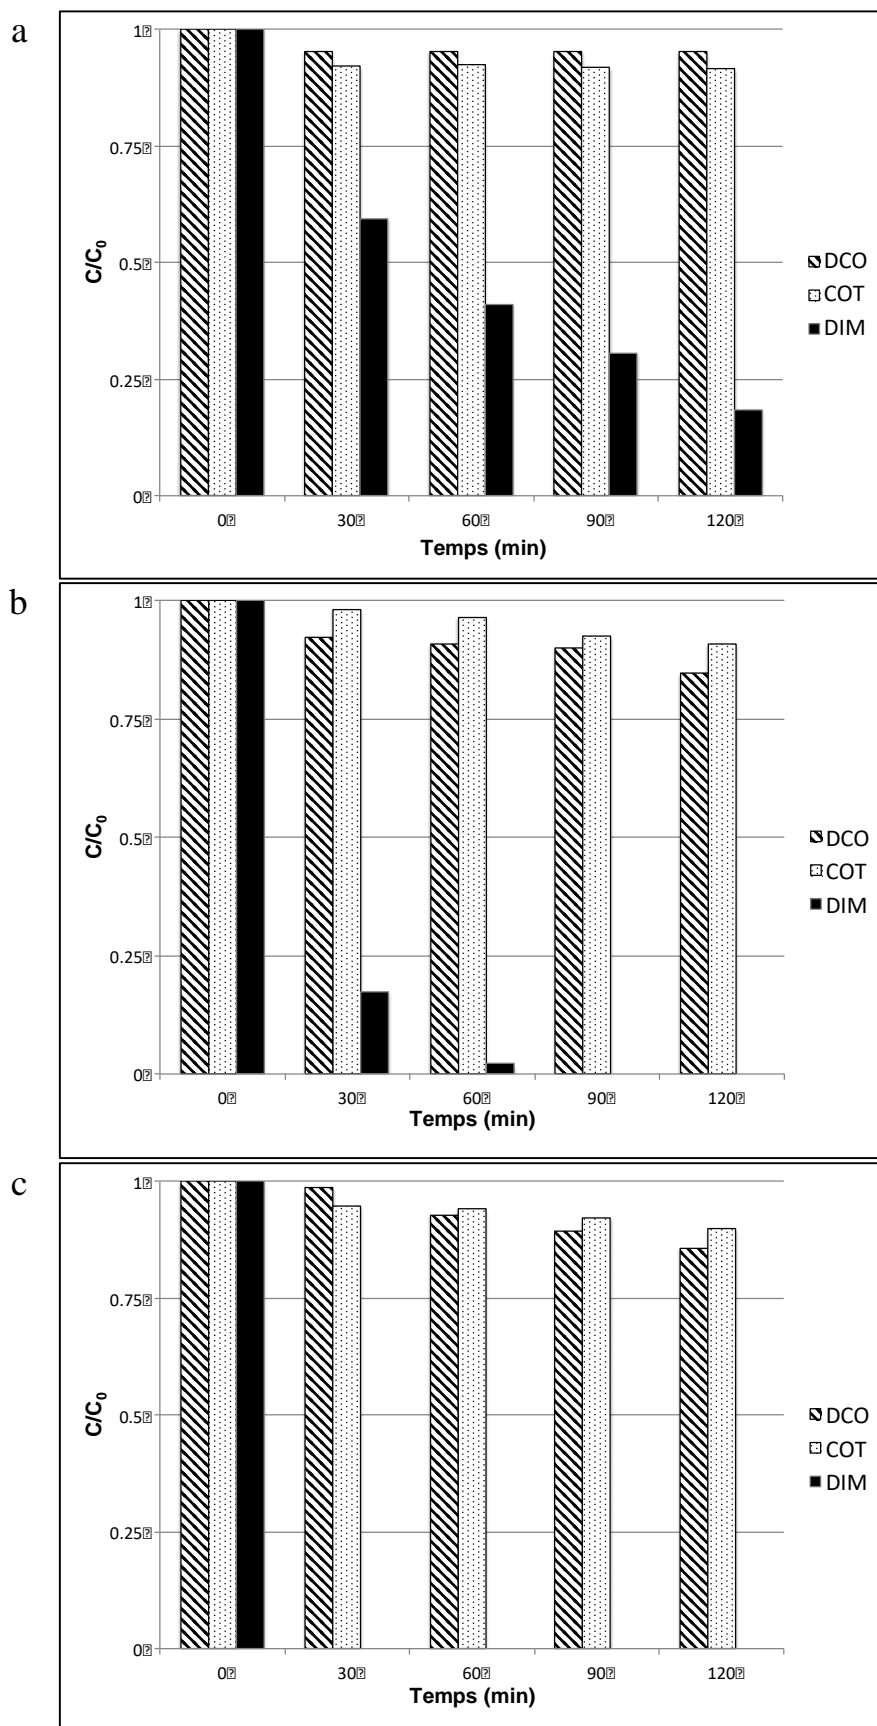 a
1
0.75
0.5
0.25
0
C/C₀
0 30 60 90 120
Temps (min)
DCO
COT
DIM
b
1
0.75
0.5
0.25
0
C/C₀
0 30 60 90 120
Temps (min)
DCO
COT
DIM
c
1
0.75
0.5
0.25
0
C/C₀
0 30 60 90 120
Temps (min)
DCO
COT
DIM